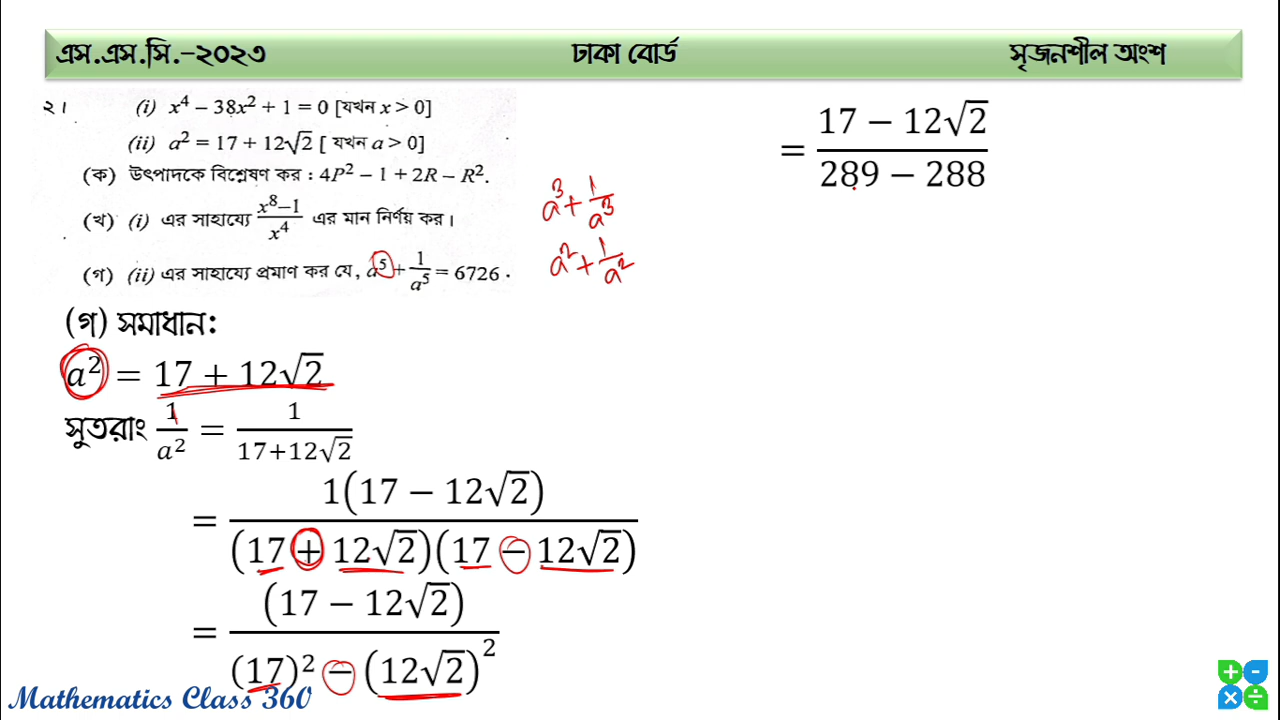 এস.এস.সি.-২০২৩ ঢাকা বোর্ড সৃজনশীল অংশ
২। (i) x⁴ − 38x² + 1 = 0 [যখন x > 0]
(ii) a² = 17 + 12√2 [ যখন a > 0]
(ক) উৎপাদকে বিশ্লেষণ কর : 4P² − 1 + 2R − R².
(খ) (i) এর সাহায্যে (x⁸−1)/x⁴ এর মান নির্ণয় কর।
(গ) (ii) এর সাহায্যে প্রমাণ কর যে, a⁵ + 1/a⁵ = 6726 .
a³ + 1/a³
a² + 1/a²
(গ) সমাধান:
a² = 17 + 12√2
সুতরাং 1/a² = 1/(17+12√2)
= 1(17 − 12√2)/((17 + 12√2)(17 − 12√2))
= (17 − 12√2)/((17)² − (12√2)²)
= (17 − 12√2)/(289 − 288)
Mathematics Class 360